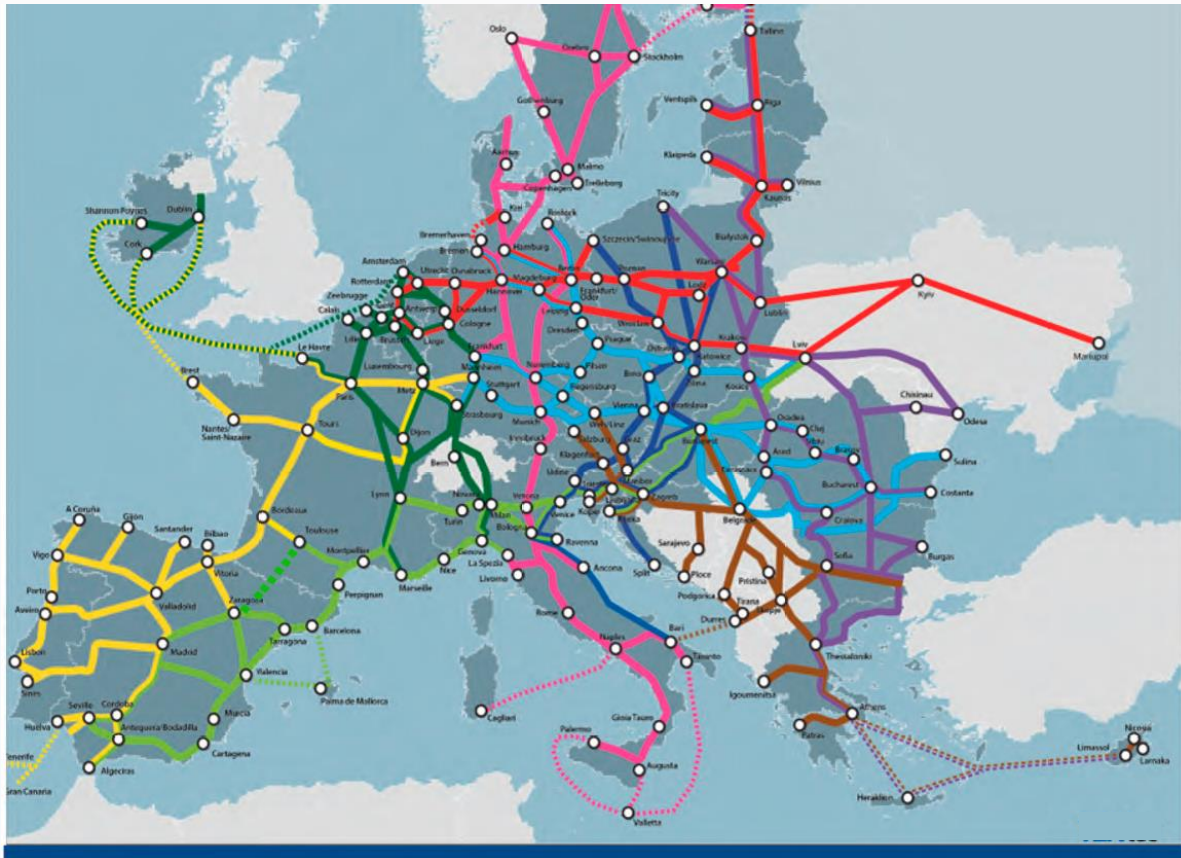 Oslo
Örebro
Stockholm
Tallinn
Gothenburg
Ventspils
Riga
Aarhus
Malmo
Copenhagen
Trelleborg
Klaipeda
Kaunas
Vilnius
Shannon Foynes
Dublin
Cork
Kiel
Rostock
Tricity
Bremerhaven
Bremen
Hamburg
Szczecin/Swinoujscie
Bialystok
Amsterdam
Utrecht
Osnabruck
Rotterdam
Hannover
Magdeburg
Berlin
Frankfurt/
Oder
Poznan
Warsaw
Lodz
Kyiv
Zeebrugge
Antwerp
Dusseldorf
Calais
Lille
Brussels
Liege
Cologne
Leipzig
Dresden
Wroclaw
Lublin
Mariupol
Le Havre
Frankfurt
Prague
Ostrava
Katowice
Krakow
Lviv
Brest
Paris
Luxembourg
Metz
Mannheim
Nuremberg
Pilsen
Brno
Zilina
Chisinau
Odesa
Nantes/
Saint-Nazaire
Tours
Strasbourg
Stuttgart
Regensburg
Munich
Wels/Linz
Vienna
Bratislava
Dijon
Bern
Innsbruck
Salzburg
Graz
Budapest
Oradea
Cluj
Sibiu
Brasov
Sulina
Klagenfurt
Udine
Maribor
Arad
Lyon
Novara
Milan
Verona
Venice
Koper
Ljubljana
Zagreb
Rijeka
Bucharest
Costanta
Turin
Genova
Bologna
Ravenna
Belgrade
Craiova
A Coruña
Gijón
Santander
Bilbao
Bordeaux
Toulouse
Montpellier
Marseille
Nice
La Spezia
Livorno
Ancona
Split
Sarajevo
Ploce
Sofia
Burgas
Vigo
Vitoria
Porto
Valladolid
Zaragoza
Perpignan
Podgorica
Pristina
Aveiro
Madrid
Tarragona
Barcelona
Rome
Tirana
Durres
Skopje
Lisbon
Sines
Valencia
Palma de Mallorca
Naples
Bari
Taranto
Thessaloniki
Igoumenitsa
Huelva
Seville
Cordoba
Antequera/Bobadilla
Murcia
Cartagena
Cagliari
Gioia Tauro
Palermo
Athens
Patras
Tenerife
Gran Canaria
Algeciras
Augusta
Valletta
Heraklion
Nicosia
Limassol
Larnaka